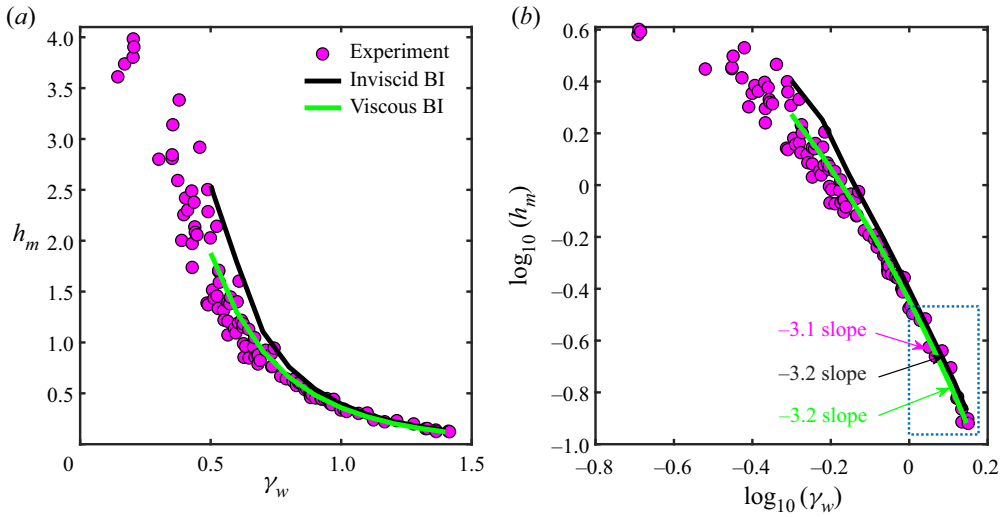 (a)
4.0
3.5
3.0
2.5
2.0
1.5
1.0
0.5
h_m
0
0.5
1.0
1.5
γ_w
Experiment
Inviscid BI
Viscous BI
(b)
0.6
0.4
0.2
0
−0.2
−0.4
−0.6
−0.8
−1.0
log10 (h_m)
−0.8
−0.6
−0.4
−0.2
0
0.2
log10 (γ_w)
−3.1 slope
−3.2 slope
−3.2 slope